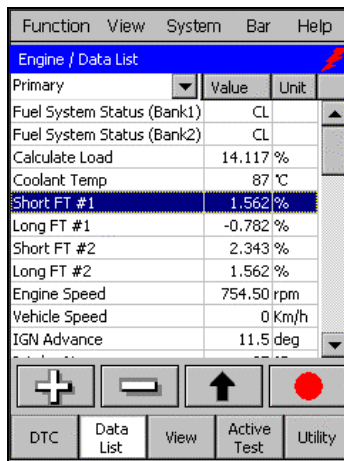 Function View System Bar Help
Engine / Data List
Primary Value Unit
Fuel System Status (Bank1) CL
Fuel System Status (Bank2) CL
Calculate Load 14.117 %
Coolant Temp 87 ℃
Short FT #1 1.562 %
Long FT #1 -0.782 %
Short FT #2 2.343 %
Long FT #2 1.562 %
Engine Speed 754.50 rpm
Vehicle Speed 0 Km/h
IGN Advance 11.5 deg
DTC Data List View Active Test Utility